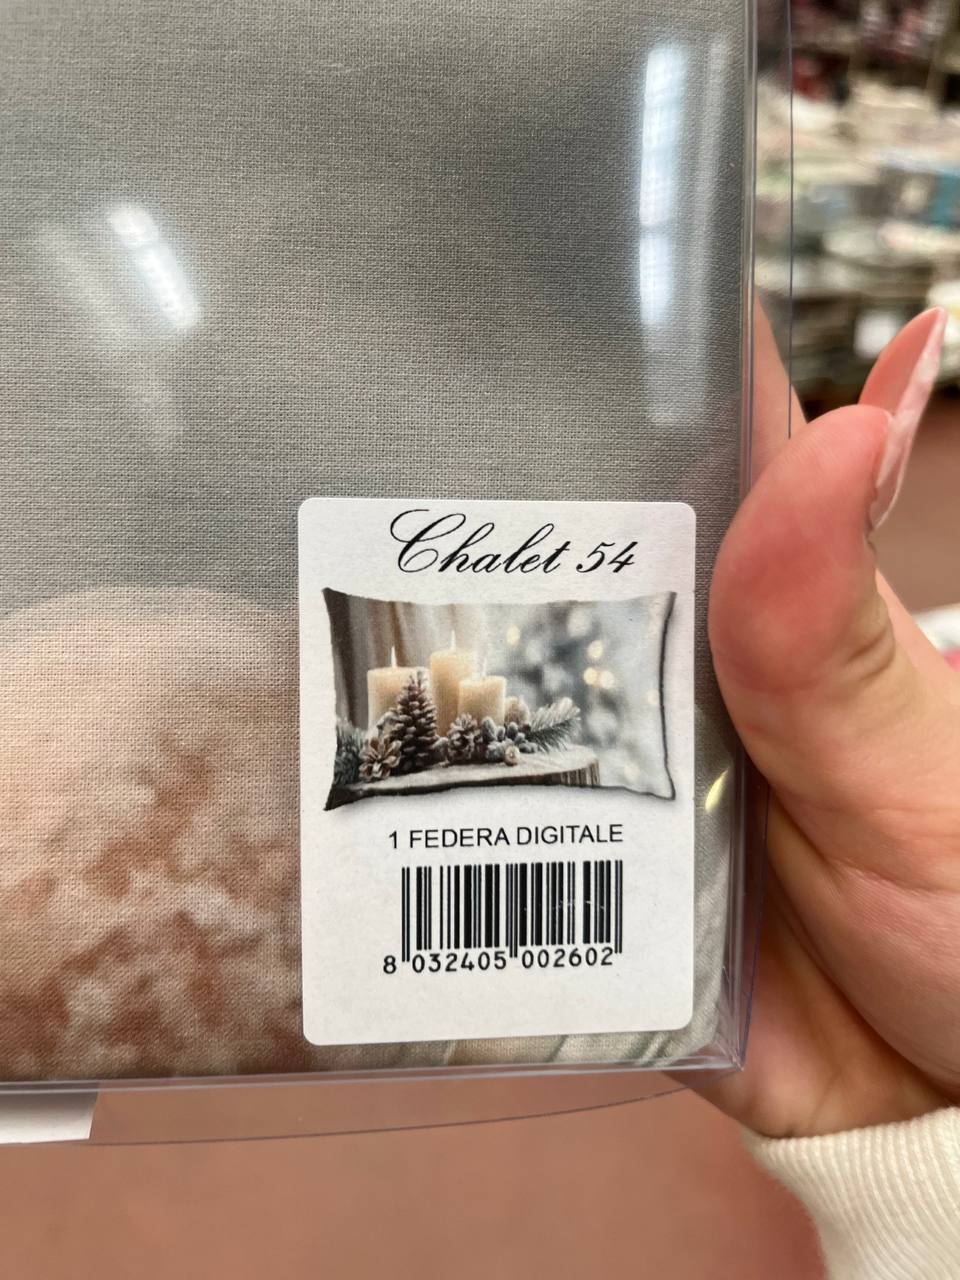 Chalet 54
1 FEDERA DIGITALE
8 032405 002602